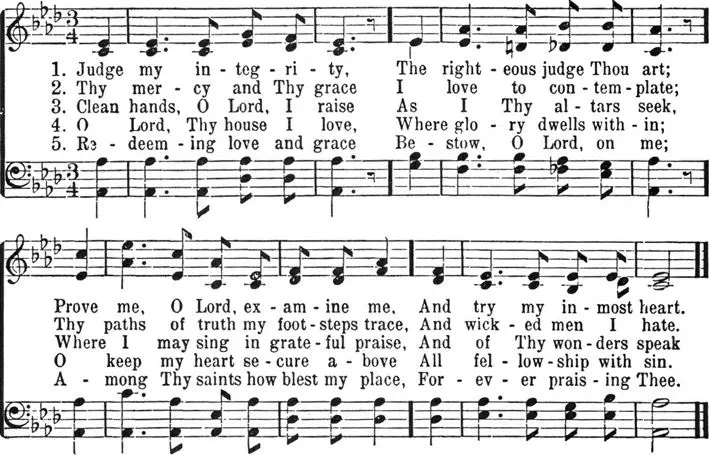 3 4
1. Judge my in - teg - ri - ty, The right - eous judge Thou art;
2. Thy mer - cy and Thy grace I love to con - tem - plate;
3. Clean hands, O Lord, I raise As I Thy al - tars seek,
4. O Lord, Thy house I love, Where glo - ry dwells with - in;
5. Re - deem - ing love and grace Be - stow, O Lord, on me;
3 4
Prove me, O Lord, ex - am - ine me, And try my in - most heart.
Thy paths of truth my foot - steps trace, And wick - ed men I hate.
Where I may sing in grate - ful praise, And of Thy won - ders speak
O keep my heart se - cure a - bove All fel - low - ship with sin.
A - mong Thy saints how blest my place, For - ev - er prais - ing Thee.